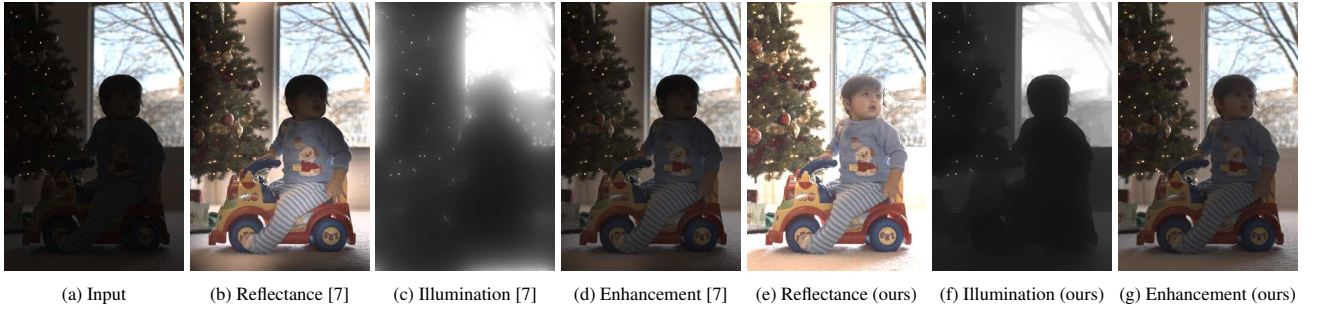 (a) Input
(b) Reflectance [7]
(c) Illumination [7]
(d) Enhancement [7]
(e) Reflectance (ours)
(f) Illumination (ours)
(g) Enhancement (ours)